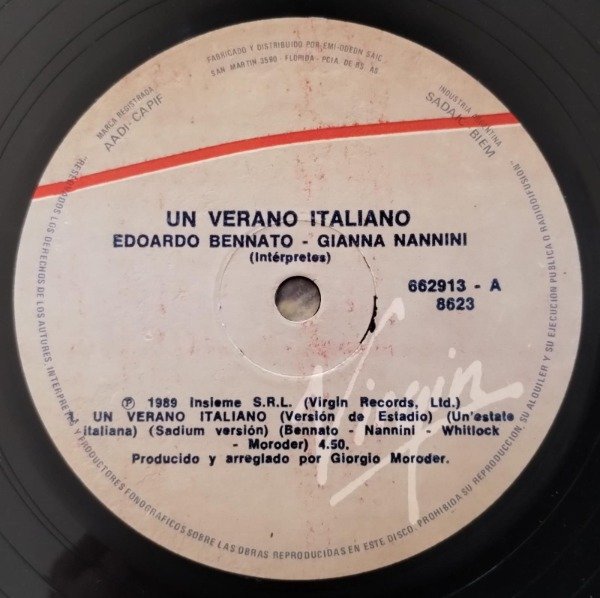 FABRICADO Y DISTRIBUIDO POR EMI-ODEON SAIC
SAN MARTIN 3590 - FLORIDA - PCIA. DE BS. AS.
MARCA REGISTRADA
AADI-CAPIF
INDUSTRIA ARGENTINA
SADAIC BIEM
UN VERANO ITALIANO
EDOARDO BENNATO - GIANNA NANNINI
(Intérpretes)
662913 - A
8623
Virgin
Ⓟ 1989 Insieme S.R.L. (Virgin Records, Ltd.)
1. UN VERANO ITALIANO (Versión de Estadio) (Un'estate
italiana) (Sadium versión) (Bennato - Nannini - Whitlock
- Moroder) 4.50.
Producido y arreglado por Giorgio Moroder.
RESERVADOS LOS DERECHOS DE LOS AUTORES, INTERPRETES Y PRODUCTORES FONOGRAFICOS SOBRE LAS OBRAS REPRODUCIDAS EN ESTE DISCO. PROHIBIDA SU REPRODUCCION, SU ALQUILER Y SU EJECUCION PUBLICA O RADIODIFUSION